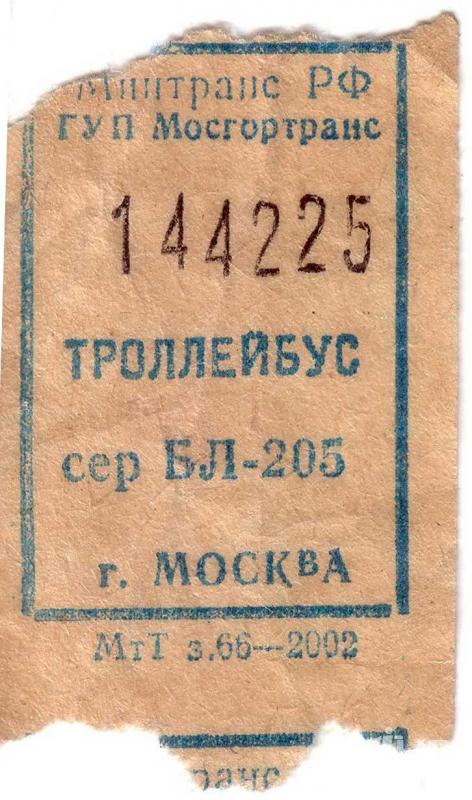 Минтранс РФ
ГУП Мосгортранс
144225
ТРОЛЛЕЙБУС
сер БЛ-205
г. МОСКВА
МтТ з.66—2002